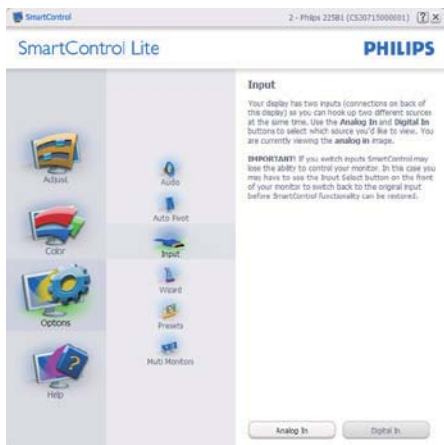 SmartControl
2 - Philips 225B1 (CS30715000001)
SmartControl Lite
PHILIPS
Adjust
Color
Options
Help
Audio
Auto Pivot
Input
Wizard
Presets
Multi Monitors
Input
Your display has two inputs (connections on back of
this display) so you can hook up two different sources
at the same time. Use the Analog In and Digital In
buttons to select which source you'd like to view. You
are currently viewing the analog in image.
IMPORTANT! If you switch inputs SmartControl may
lose the ability to control your monitor. In this case you
may have to use the Input Select button on the front
of your monitor to switch back to the original input
before SmartControl functionality can be restored.
Analog In
Digital In